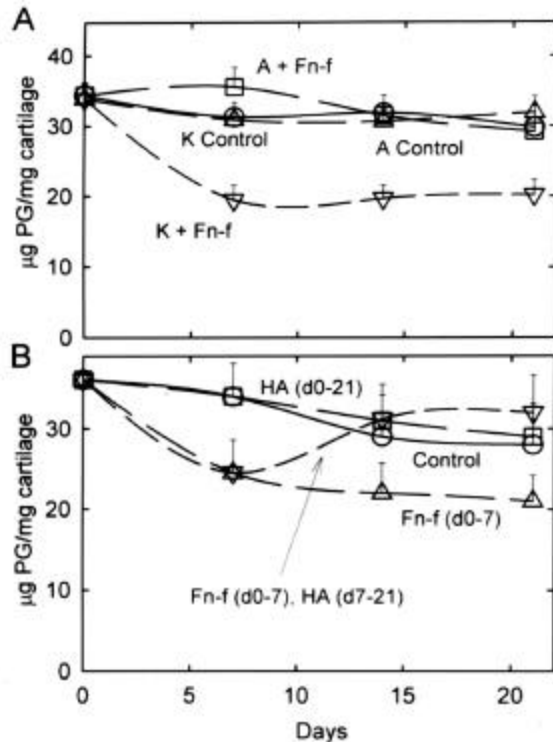 A
40
30
20
10
0
µg PG/mg cartilage
A + Fn-f
K Control
A Control
K + Fn-f
B
30
20
10
0
µg PG/mg cartilage
HA (d0-21)
Control
Fn-f (d0-7)
Fn-f (d0-7), HA (d7-21)
0 5 10 15 20
Days